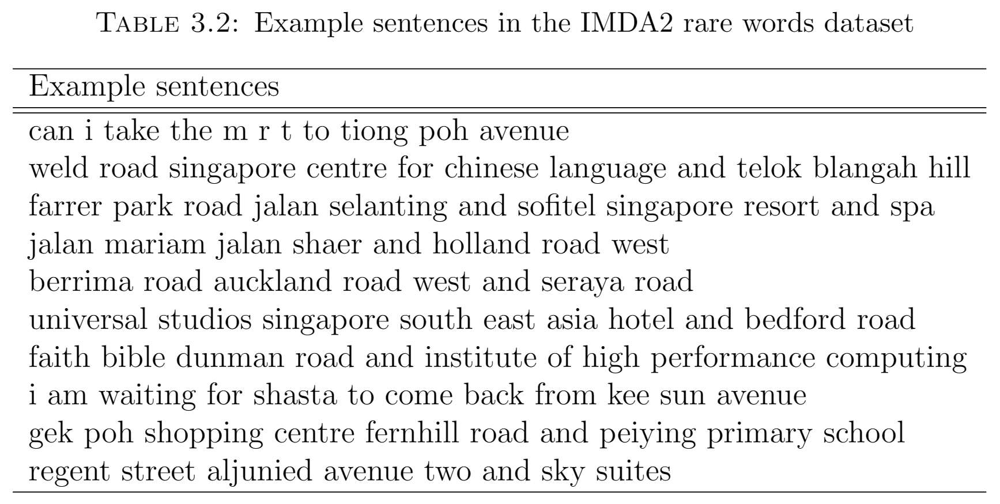 TABLE 3.2: Example sentences in the IMDA2 rare words dataset
Example sentences
can i take the m r t to tiong poh avenue
weld road singapore centre for chinese language and telok blangah hill
farrer park road jalan selanting and sofitel singapore resort and spa
jalan mariam jalan shaer and holland road west
berrima road auckland road west and seraya road
universal studios singapore south east asia hotel and bedford road
faith bible dunman road and institute of high performance computing
i am waiting for shasta to come back from kee sun avenue
gek poh shopping centre fernhill road and peiying primary school
regent street aljunied avenue two and sky suites